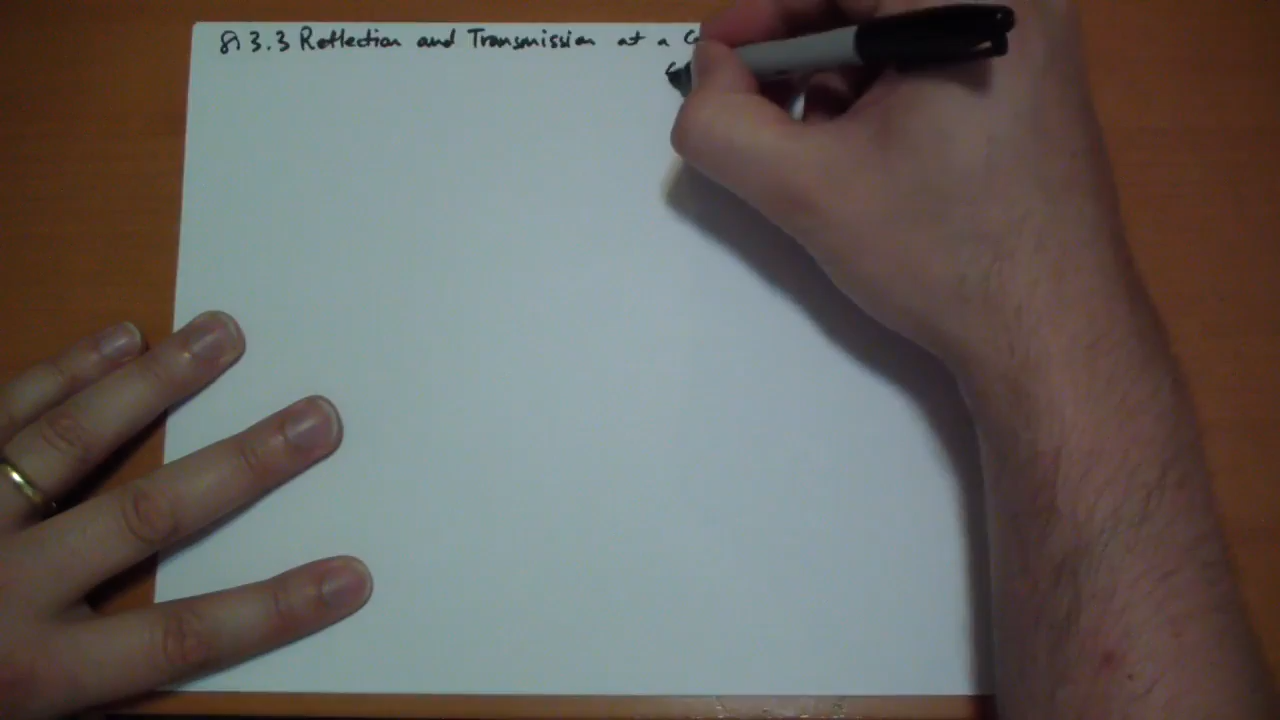 § 3.3 Reflection and Transmission at a